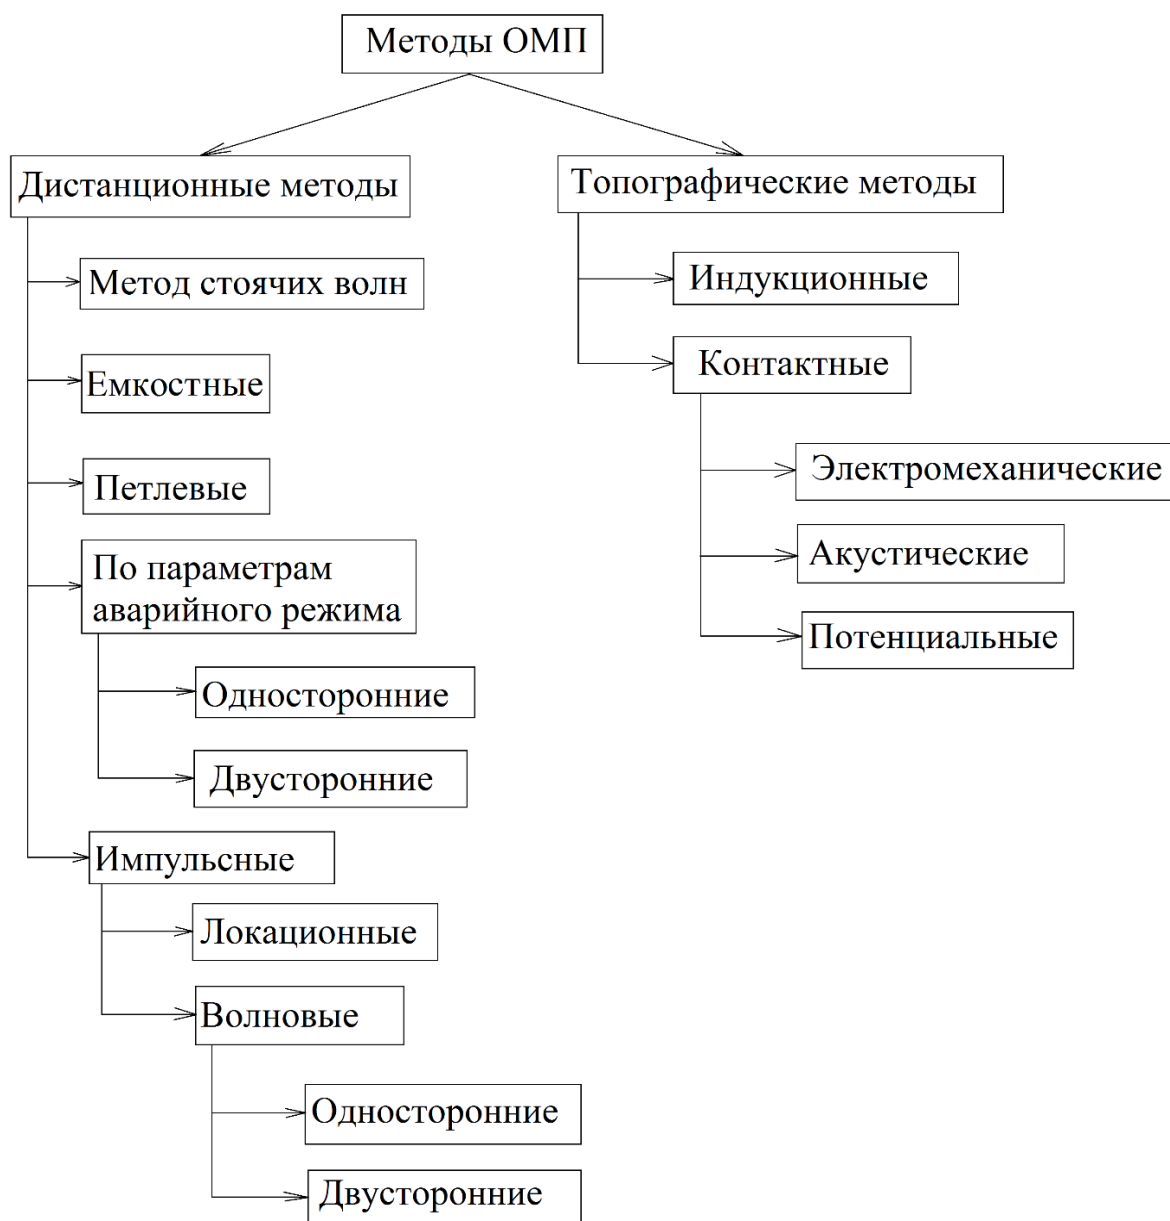 Методы ОМП
Дистанционные методы
Метод стоячих волн
Емкостные
Петлевые
По параметрам
аварийного режима
Односторонние
Двусторонние
Импульсные
Локационные
Волновые
Односторонние
Двусторонние
Топографические методы
Индукционные
Контактные
Электромеханические
Акустические
Потенциальные